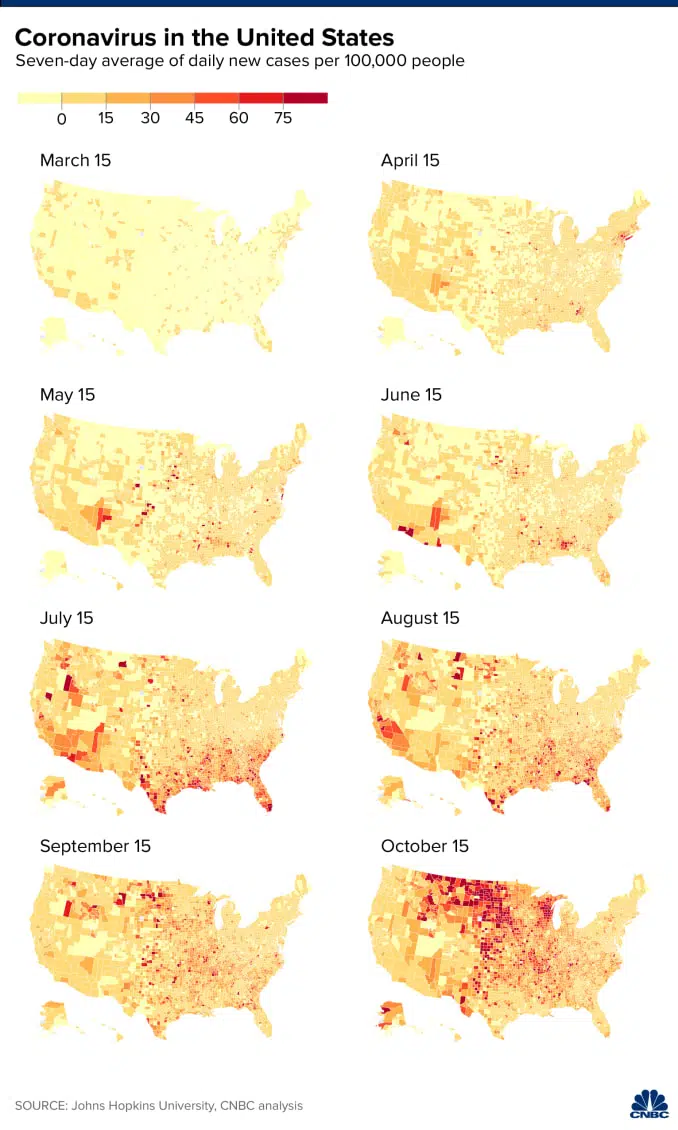 Coronavirus in the United States
Seven-day average of daily new cases per 100,000 people
0 15 30 45 60 75
March 15
April 15
May 15
June 15
July 15
August 15
September 15
October 15
SOURCE: Johns Hopkins University, CNBC analysis
CNBC